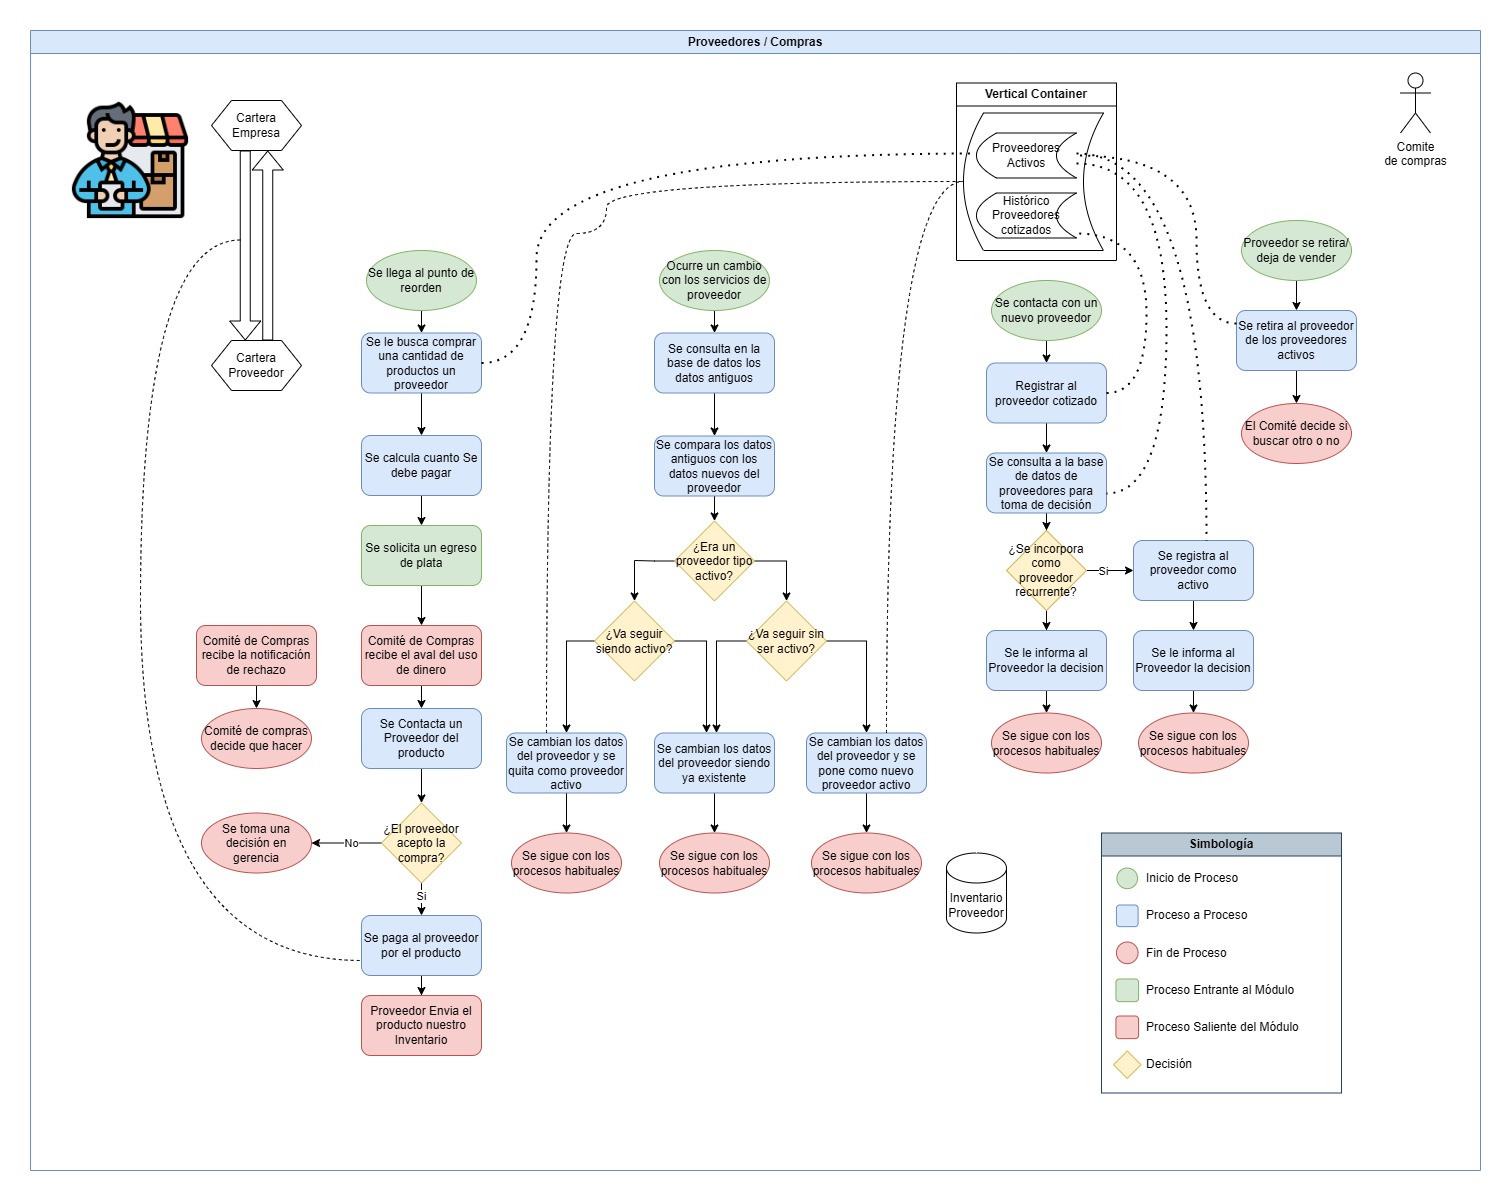 Proveedores / Compras
Cartera
Empresa
Cartera
Proveedor
Vertical Container
Proveedores
Activos
Histórico
Proveedores
cotizados
Comite
de compras
Se llega al punto de
reorden
Se le busca comprar
una cantidad de
productos un
proveedor
Se calcula cuanto Se
debe pagar
Se solicita un egreso
de plata
Comité de Compras
recibe la notificación
de rechazo
Comité de compras
decide que hacer
Comité de Compras
recibe el aval del uso
de dinero
Se Contacta un
Proveedor del
producto
¿El proveedor
acepto la
compra?
No
Se toma una
decisión en
gerencia
Si
Se paga al proveedor
por el producto
Proveedor Envia el
producto nuestro
Inventario
Ocurre un cambio
con los servicios de
proveedor
Se consulta en la
base de datos los
datos antiguos
Se compara los datos
antiguos con los
datos nuevos del
proveedor
¿Era un
proveedor tipo
activo?
¿Va seguir
siendo activo?
¿Va seguir sin
ser activo?
Se cambian los datos
del proveedor y se
quita como proveedor
activo
Se cambian los datos
del proveedor siendo
ya existente
Se cambian los datos
del proveedor y se
pone como nuevo
proveedor activo
Se sigue con los
procesos habituales
Se sigue con los
procesos habituales
Se sigue con los
procesos habituales
Inventario
Proveedor
Se contacta con un
nuevo proveedor
Registrar al
proveedor cotizado
Se consulta a la base
de datos de
proveedores para
toma de decisión
¿Se incorpora
como
proveedor
recurrente?
Si
Se registra al
proveedor como
activo
Se le informa al
Proveedor la decision
Se le informa al
Proveedor la decision
Se sigue con los
procesos habituales
Se sigue con los
procesos habituales
Proveedor se retira/
deja de vender
Se retira al proveedor
de los proveedores
activos
El Comité decide si
buscar otro o no
Simbología
Inicio de Proceso
Proceso a Proceso
Fin de Proceso
Proceso Entrante al Módulo
Proceso Saliente del Módulo
Decisión